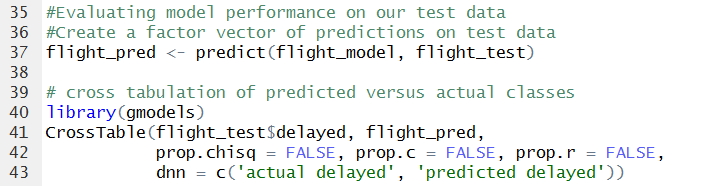 35 #Evaluating model performance on our test data
36 #Create a factor vector of predictions on test data
37 flight_pred <- predict(flight_model, flight_test)
38
39 # cross tabulation of predicted versus actual classes
40 library(gmodels)
41 CrossTable(flight_test$delayed, flight_pred,
42            prop.chisq = FALSE, prop.c = FALSE, prop.r = FALSE,
43            dnn = c('actual delayed', 'predicted delayed'))